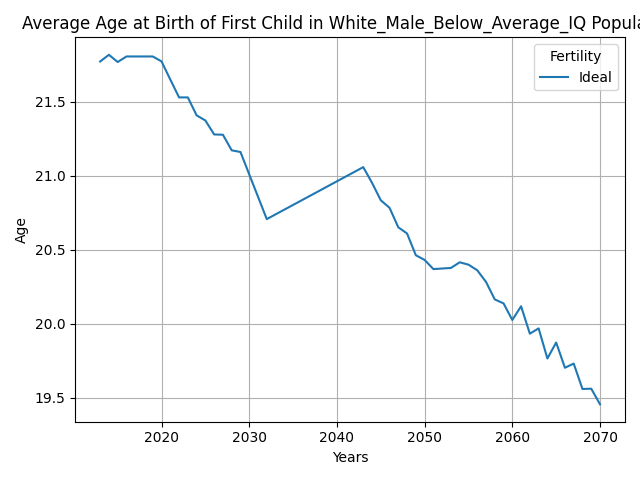 Average Age at Birth of First Child in White_Male_Below_Average_IQ Popula
Fertility
Ideal
21.5
21.0
20.5
20.0
19.5
Age
2020 2030 2040 2050 2060 2070
Years